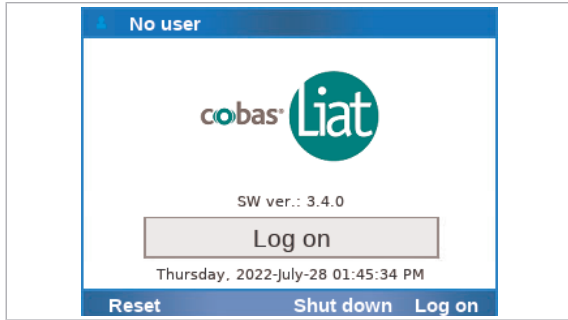 No user
cobas® Liat
SW ver.: 3.4.0
Log on
Thursday, 2022-July-28 01:45:34 PM
Reset Shut down Log on